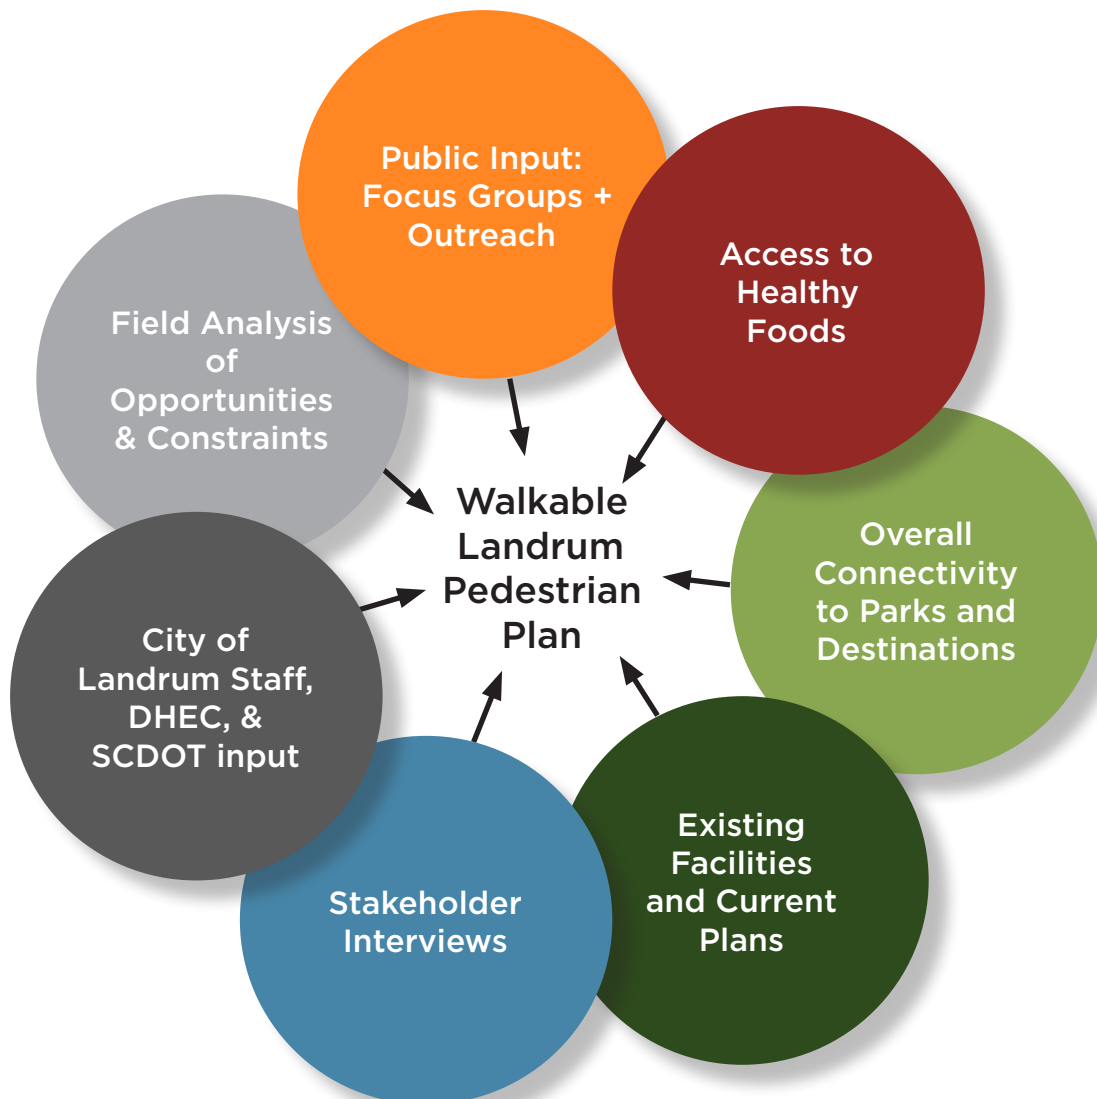 Public Input:
Focus Groups +
Outreach
Access to
Healthy
Foods
Field Analysis
of
Opportunities
& Constraints
Walkable
Landrum
Pedestrian
Plan
Overall
Connectivity
to Parks and
Destinations
City of
Landrum Staff,
DHEC, &
SCDOT input
Existing
Facilities
and Current
Plans
Stakeholder
Interviews